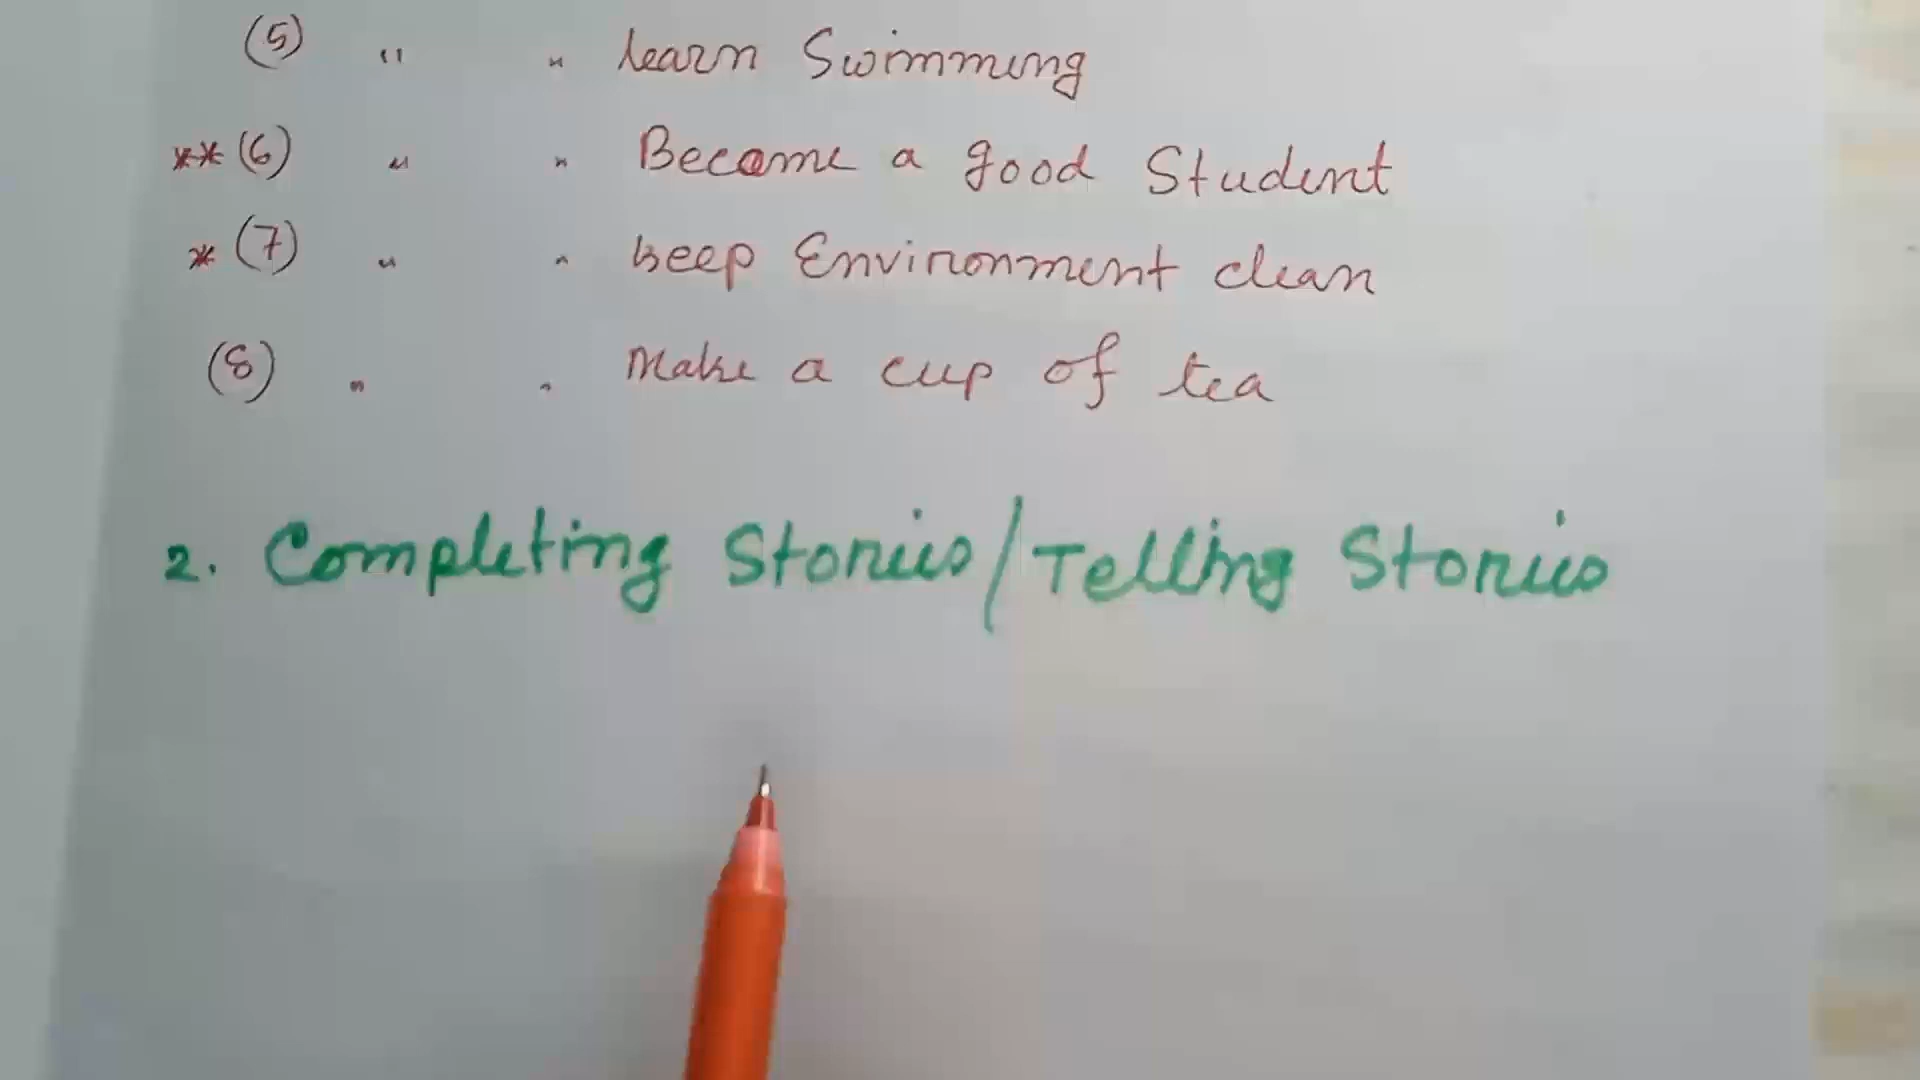 (5) " " learn Swimming
** (6) " " Become a good Student
* (7) " " keep Environment clean
(8) " " Make a cup of tea
2. Completing Stories/Telling Stories